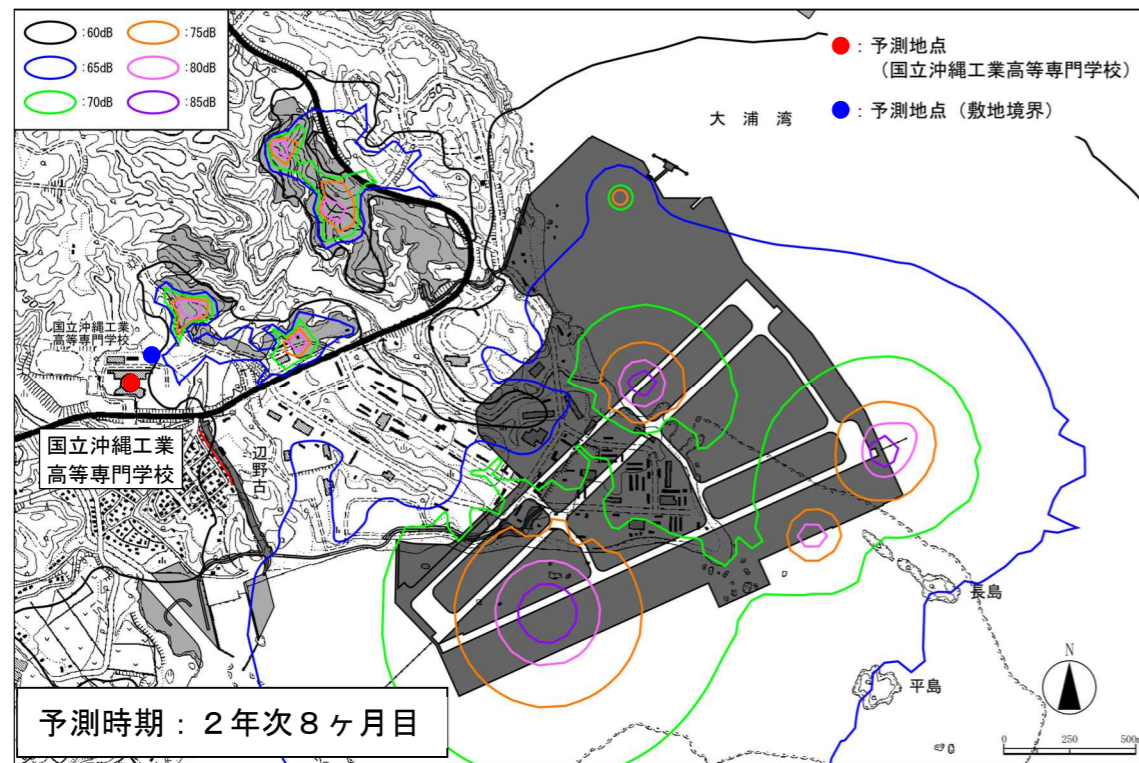 :60dB
:75dB
:65dB
:80dB
:70dB
:85dB
:予測地点
(国立沖縄工業高等専門学校)
:予測地点(敷地境界)
大浦湾
国立沖縄工業
高等専門学校
国立沖縄工業
高等専門学校
辺野古
長島
平島
N
0 250 500m
予測時期:2年次8ヶ月目